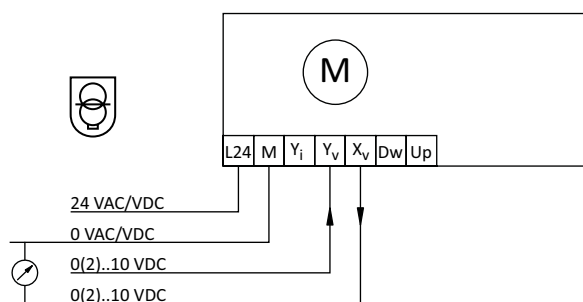 M
L24 M Yi Yv Xv Dw Up
24 VAC/VDC
0 VAC/VDC
0(2)..10 VDC
0(2)..10 VDC